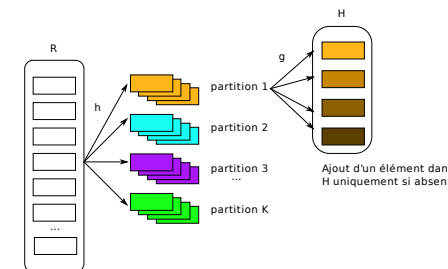 R
H
h
g
partition 1
partition 2
partition 3
...
partition K
...
Ajout d'un élément dan
H uniquement si absen